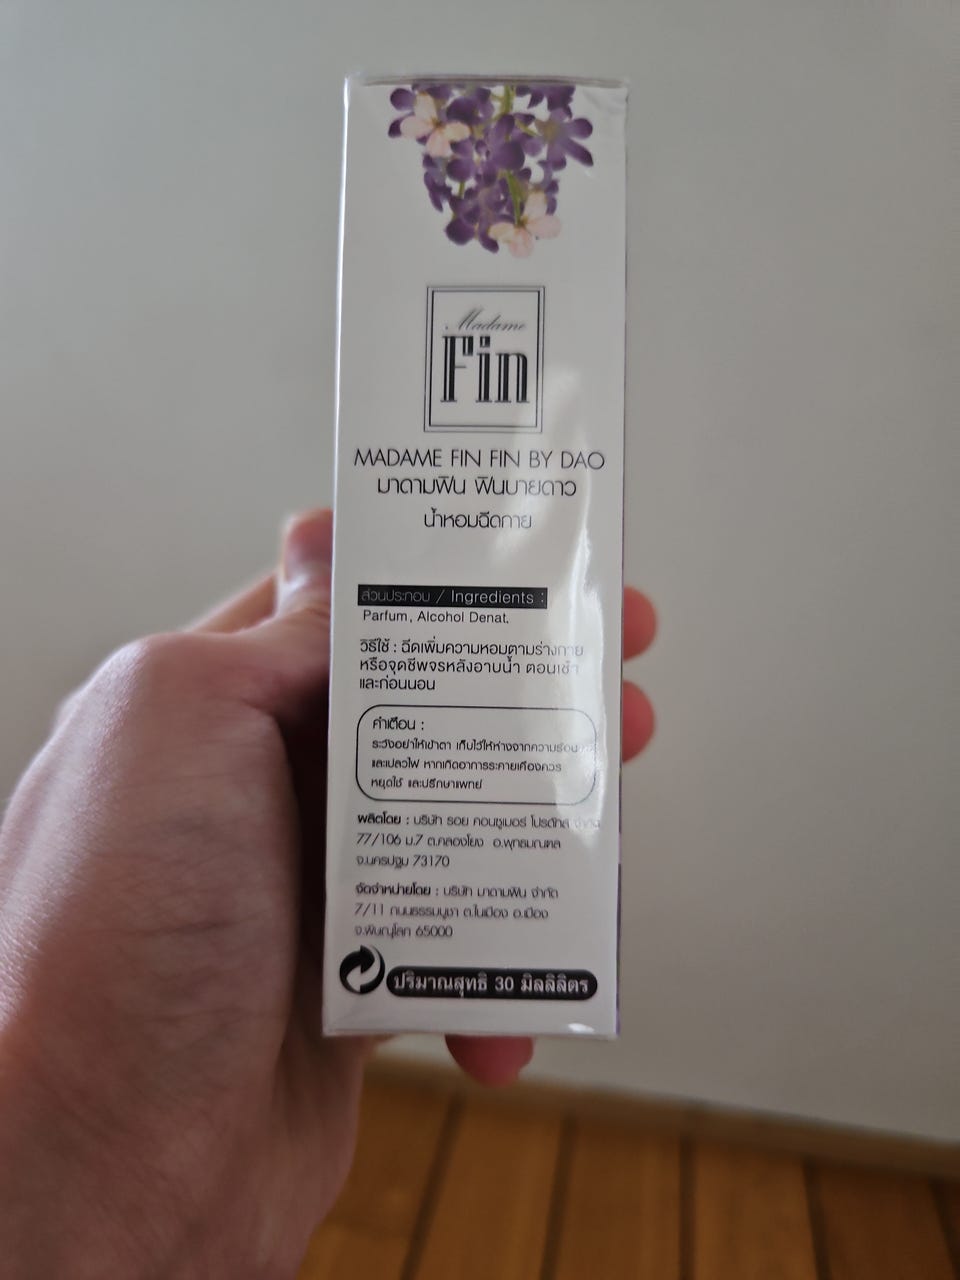 Madame
Fin
MADAME FIN FIN BY DAO
มาดามฟิน ฟินบายดาว
น้ำหอมฉีดกาย
ส่วนประกอบ / Ingredients :
Parfum, Alcohol Denat.
วิธีใช้ : ฉีดเพิ่มความหอมตามร่างกาย
หรือจุดชีพจรหลังอาบน้ำ ตอนเช้า
และก่อนนอน
คำเตือน :
ระวังอย่าให้เข้าตา เก็บไว้ให้ห่างจากความร้อน
และเปลวไฟ หากเกิดอาการระคายเคืองควร
หยุดใช้ และปรึกษาแพทย์
ผลิตโดย : บริษัท รอย คอนซูเมอร์ โปรดักส์ จำกัด
77/106 ม.7 ต.คลองโยง อ.พุทธมณฑล
จ.นครปฐม 73170
จัดจำหน่ายโดย : บริษัท มาดามฟิน จำกัด
7/11 ถนนธรรมบูชา ต.ในเมือง อ.เมือง
จ.พิษณุโลก 65000
ปริมาณสุทธิ 30 มิลลิลิตร